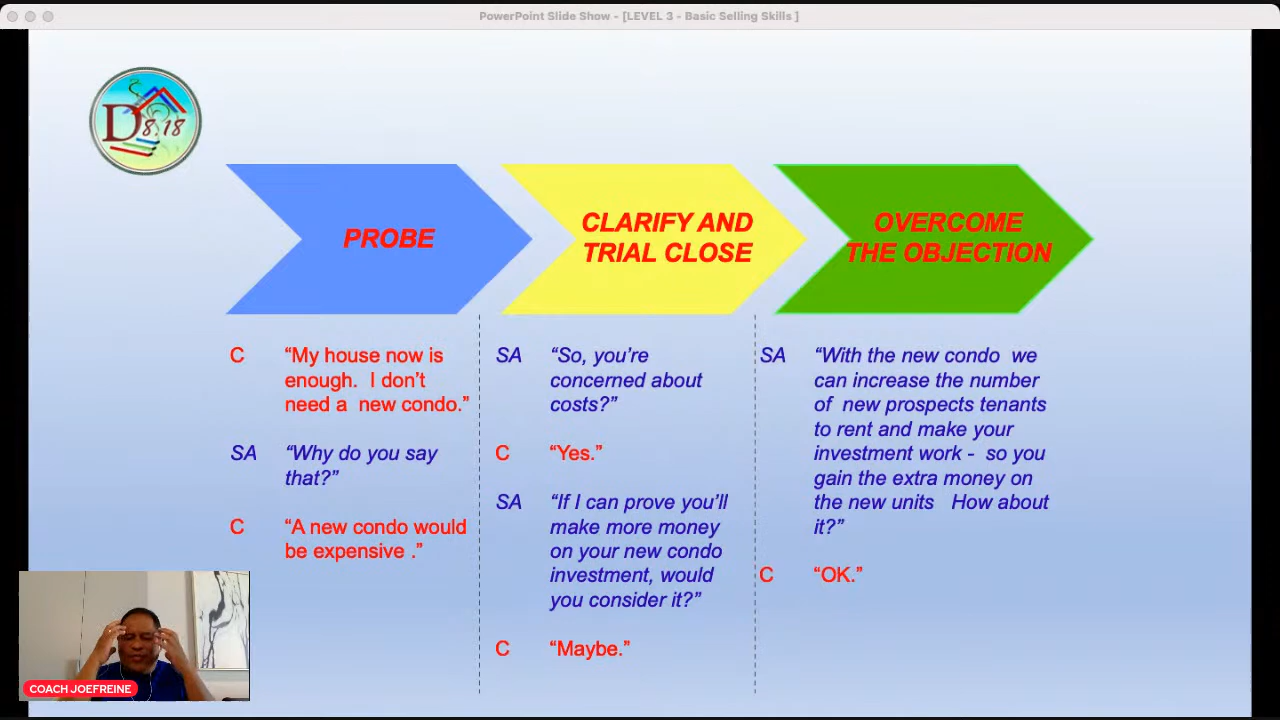 PowerPoint Slide Show - [LEVEL 3 - Basic Selling Skills ]
D8.18
PROBE
CLARIFY AND
TRIAL CLOSE
OVERCOME
THE OBJECTION
C “My house now is
enough. I don’t
need a new condo.”
SA “Why do you say
that?”
C “A new condo would
be expensive .”
SA “So, you’re
concerned about
costs?”
C “Yes.”
SA “If I can prove you’ll
make more money
on your new condo
investment, would
you consider it?”
C “Maybe.”
SA “With the new condo we
can increase the number
of new prospects tenants
to rent and make your
investment work - so you
gain the extra money on
the new units How about
it?”
C “OK.”
COACH JOEFREINE